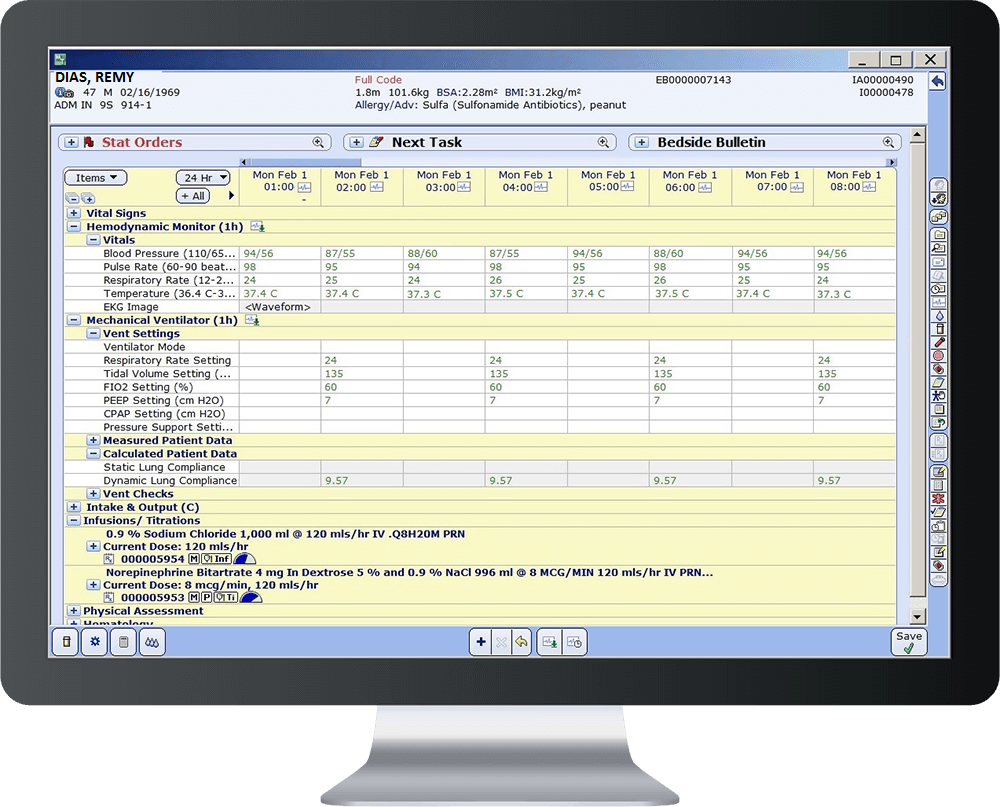 DIAS, REMY
47 M 02/16/1969
ADM IN 9S 914-1
Full Code
1.8m 101.6kg BSA:2.28m² BMI:31.2kg/m²
Allergy/Adv: Sulfa (Sulfonamide Antibiotics), peanut
EB0000007143
IA00000490
I00000478
Stat Orders
Next Task
Bedside Bulletin
Items 24 Hr
+ All
Mon Feb 1 Mon Feb 1 Mon Feb 1 Mon Feb 1 Mon Feb 1 Mon Feb 1 Mon Feb 1 Mon Feb 1
01:00 02:00 03:00 04:00 05:00 06:00 07:00 08:00
-
Vital Signs
Hemodynamic Monitor (1h)
Vitals
Blood Pressure (110/65... 94/56 87/55 88/60 87/55 94/56 88/60 94/56 94/56
Pulse Rate (60-90 beat... 98 95 94 98 95 98 95 95
Respiratory Rate (12-2... 24 25 24 26 25 26 25 24
Temperature (36.4 C-3... 37.4 C 37.4 C 37.3 C 37.5 C 37.4 C 37.5 C 37.4 C 37.3 C
EKG Image <Waveform>
Mechanical Ventilator (1h)
Vent Settings
Ventilator Mode
Respiratory Rate Setting 24 24 24 24
Tidal Volume Setting (... 135 135 135 135
FIO2 Setting (%) 60 60 60 60
PEEP Setting (cm H2O) 7 7 7 7
CPAP Setting (cm H2O)
Pressure Support Setti...
Measured Patient Data
Calculated Patient Data
Static Lung Compliance
Dynamic Lung Compliance 9.57 9.57 9.57 9.57
Vent Checks
Intake & Output (C)
Infusions/ Titrations
0.9 % Sodium Chloride 1,000 ml @ 120 mls/hr IV .Q8H20M PRN
Current Dose: 120 mls/hr
000005954 M Inf
Norepinephrine Bitartrate 4 mg In Dextrose 5 % and 0.9 % NaCl 996 ml @ 8 MCG/MIN 120 mls/hr IV PRN...
Current Dose: 8 mcg/min, 120 mls/hr
000005953 M P Ti
Physical Assessment
Hematology
Save